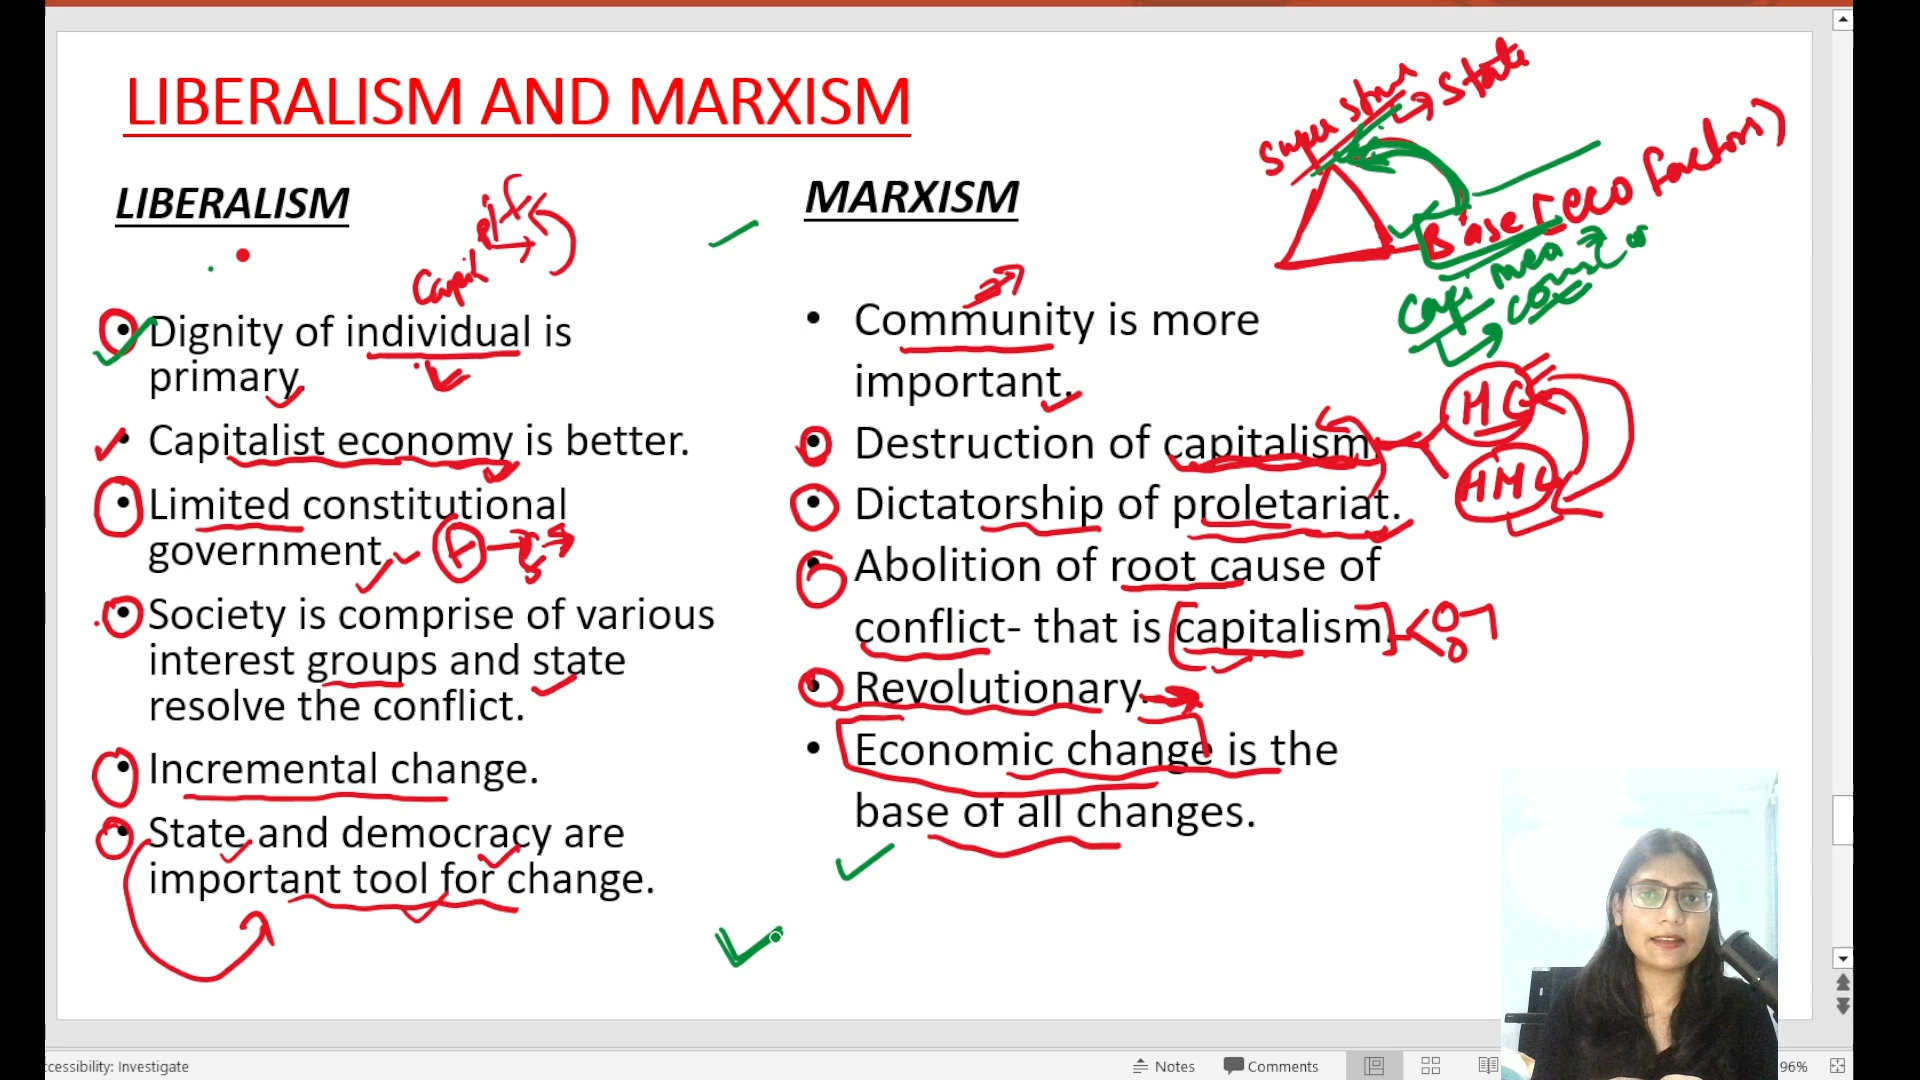 LIBERALISM AND MARXISM
LIBERALISM
• Dignity of individual is
primary.
• Capitalist economy is better.
• Limited constitutional
government.
• Society is comprise of various
interest groups and state
resolve the conflict.
• Incremental change.
• State and democracy are
important tool for change.
MARXISM
• Community is more
important.
• Destruction of capitalism.
• Dictatorship of proletariat.
• Abolition of root cause of
conflict- that is capitalism.
• Revolutionary.
• Economic change is the
base of all changes.
State
Base (eco factors)
HC
Notes
Comments
96%
ccessibility: Investigate